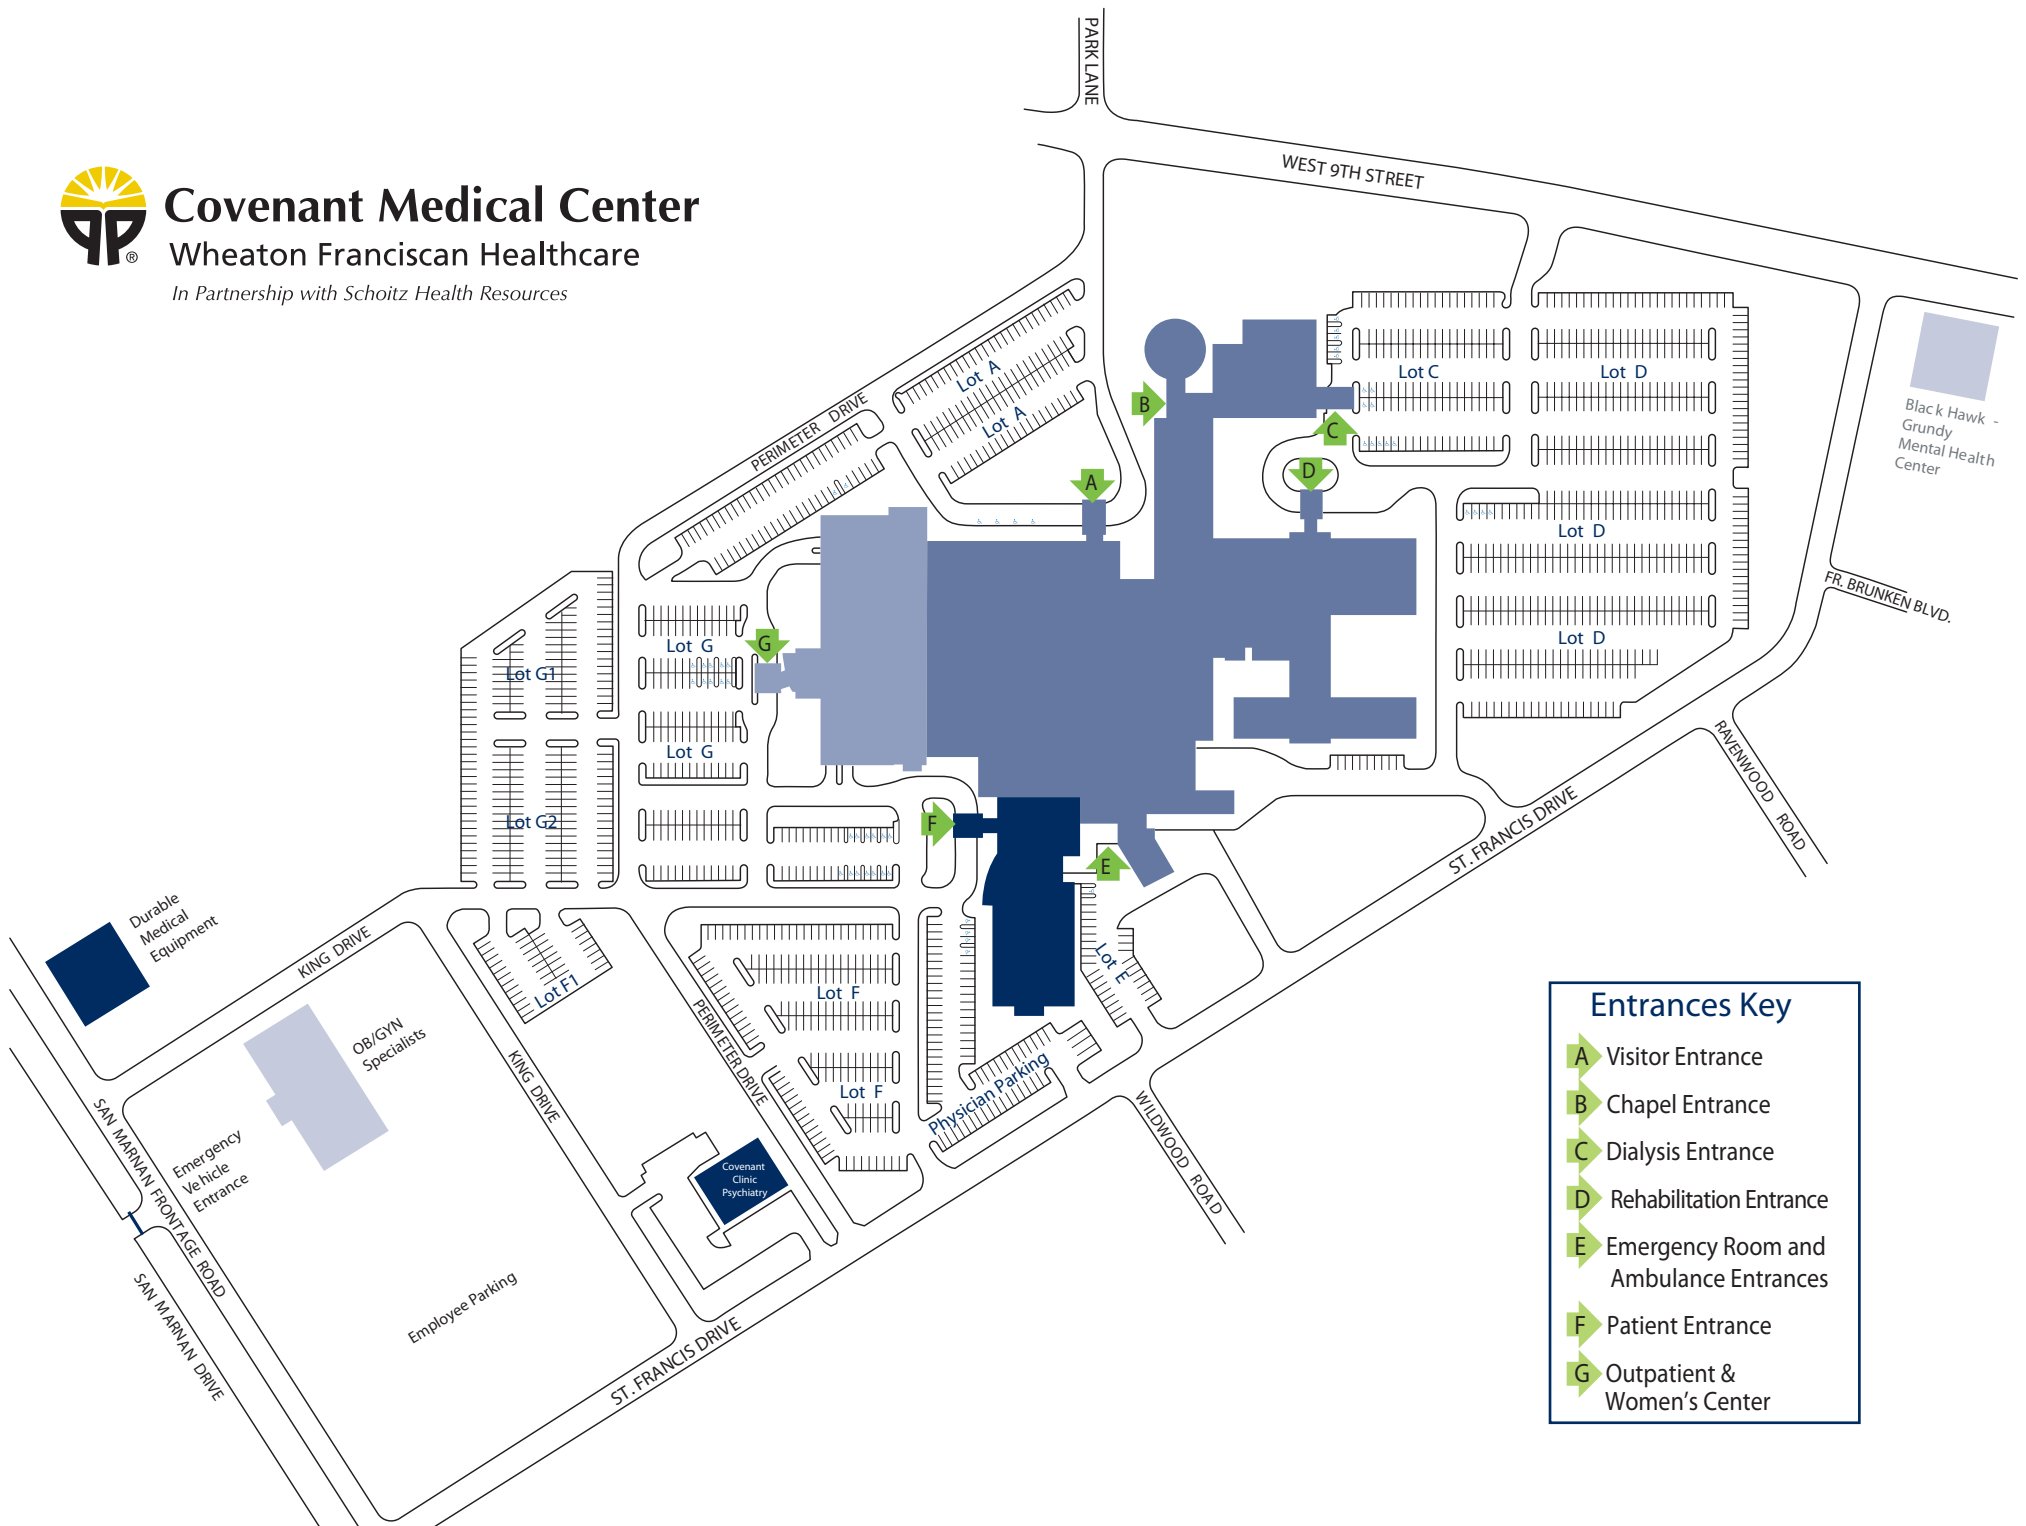 PARK LANE
WEST 9TH STREET
Covenant Medical Center
Wheaton Franciscan Healthcare
®
In Partnership with Schoitz Health Resources
Black Hawk -
Grundy
Mental Health
Center
Lot A
Lot A
Lot C
Lot D
PERIMETER DRIVE
B
C
D
A
Lot D
FR. BRUNKEN BLVD.
Lot D
G
Lot G
Lot G1
Lot G
Lot G2
RAVENWOOD ROAD
ST. FRANCIS DRIVE
F
E
Durable
Medical
Equipment
KING DRIVE
Lot F1
Lot F
Lot E
OB/GYN
Specialists
KING DRIVE
PERIMETER DRIVE
Lot F
Physician Parking
WILDWOOD ROAD
SAN MARNAN FRONTAGE ROAD
Emergency
Vehicle
Entrance
Covenant
Clinic
Psychiatry
SAN MARNAN DRIVE
Employee Parking
ST. FRANCIS DRIVE
Entrances Key
A Visitor Entrance
B Chapel Entrance
C Dialysis Entrance
D Rehabilitation Entrance
E Emergency Room and
Ambulance Entrances
F Patient Entrance
G Outpatient &
Women's Center